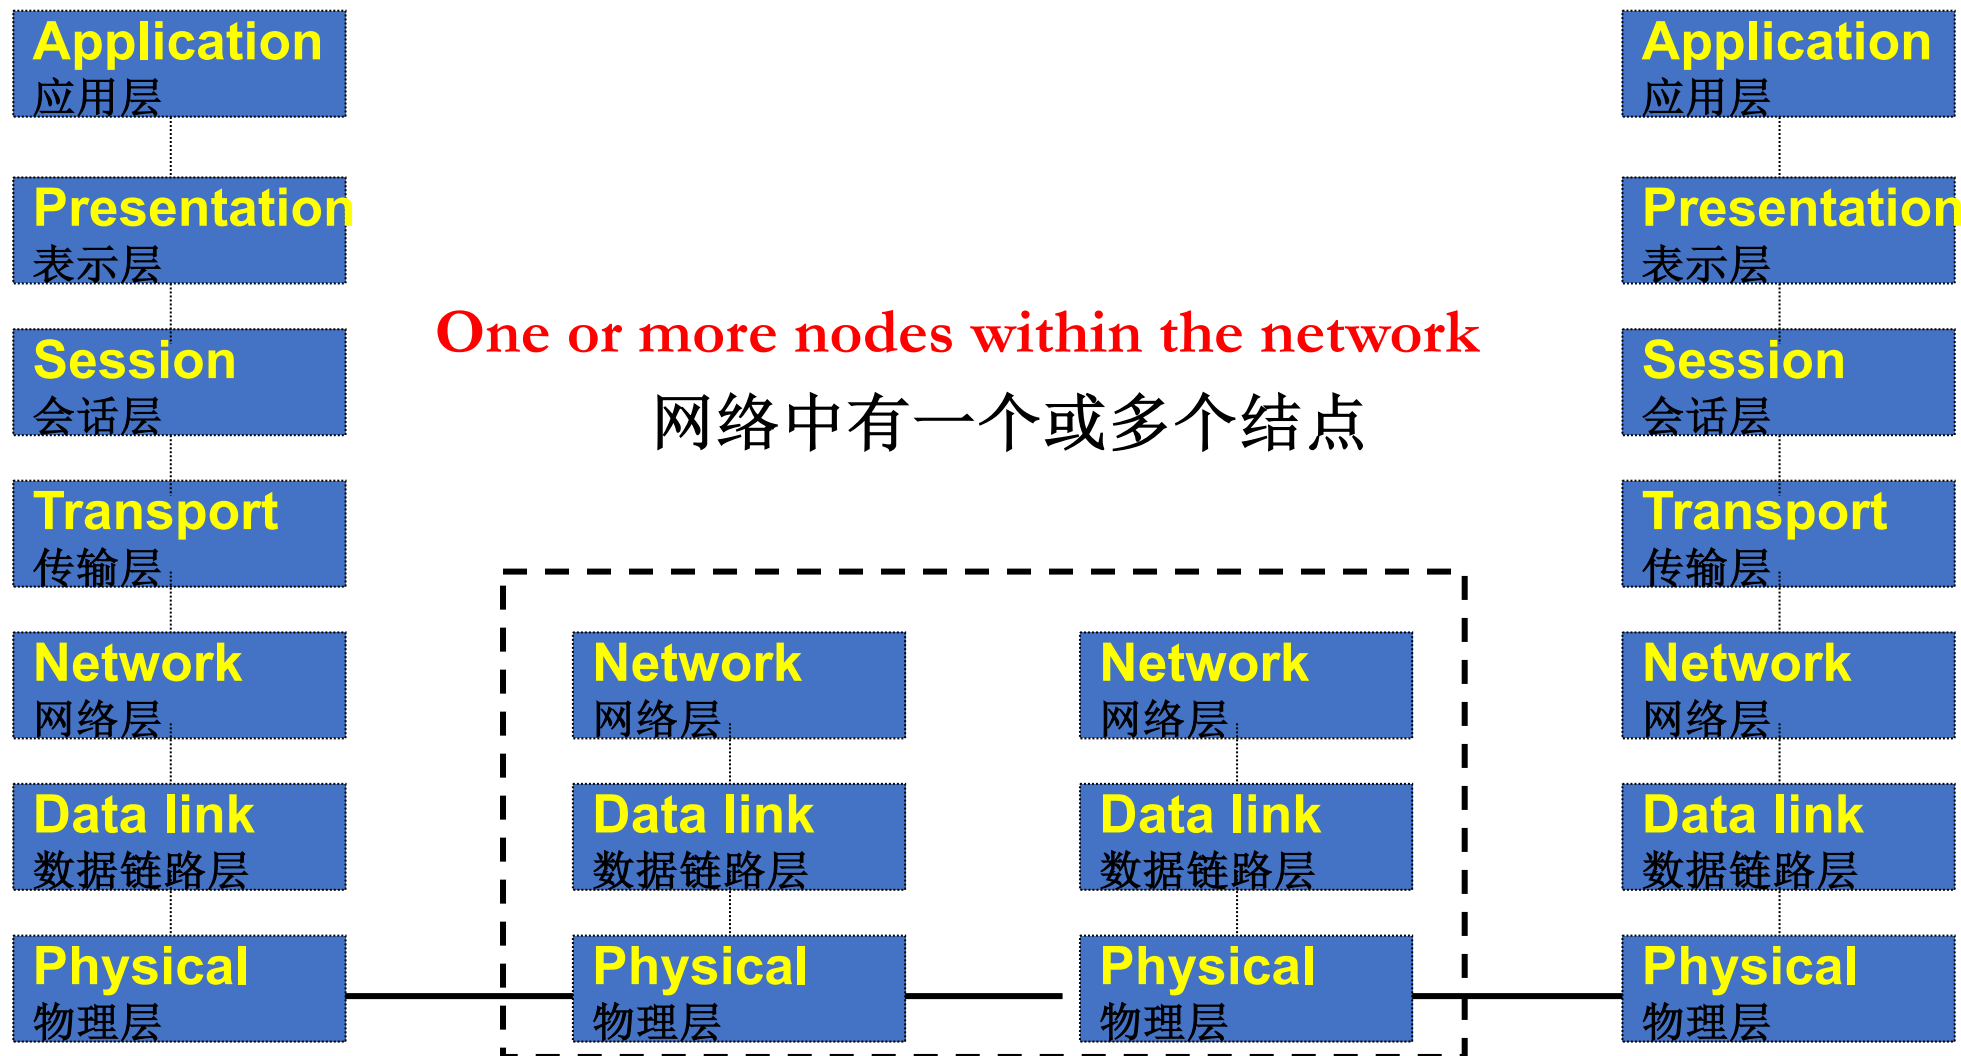 Application
应用层
Presentation
表示层
Session
会话层
Transport
传输层
Network
网络层
Data link
数据链路层
Physical
物理层
One or more nodes within the network
网络中有一个或多个结点
Network
网络层
Data link
数据链路层
Physical
物理层
Network
网络层
Data link
数据链路层
Physical
物理层
Application
应用层
Presentation
表示层
Session
会话层
Transport
传输层
Network
网络层
Data link
数据链路层
Physical
物理层